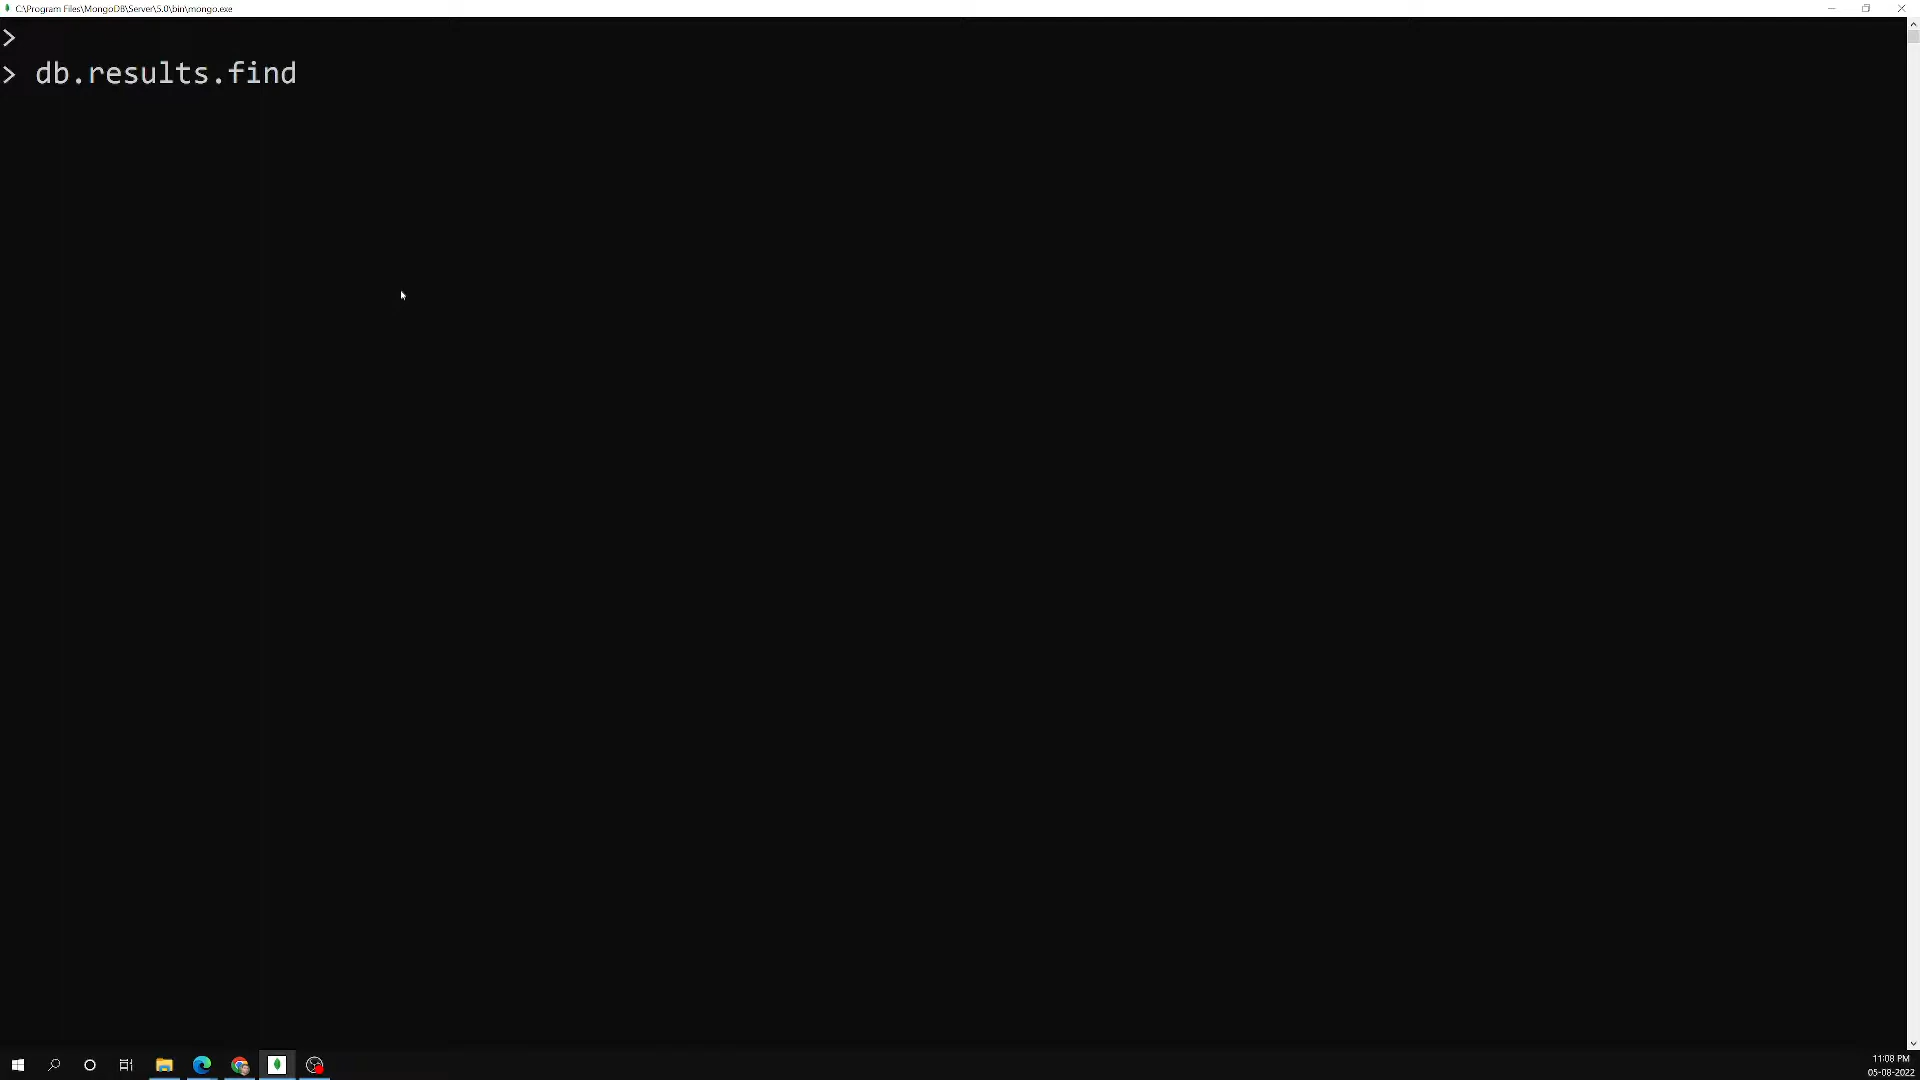 C:\Program Files\MongoDB\Server\5.0\bin\mongo.exe
>
> db.results.find
11:08 PM
05-08-2022